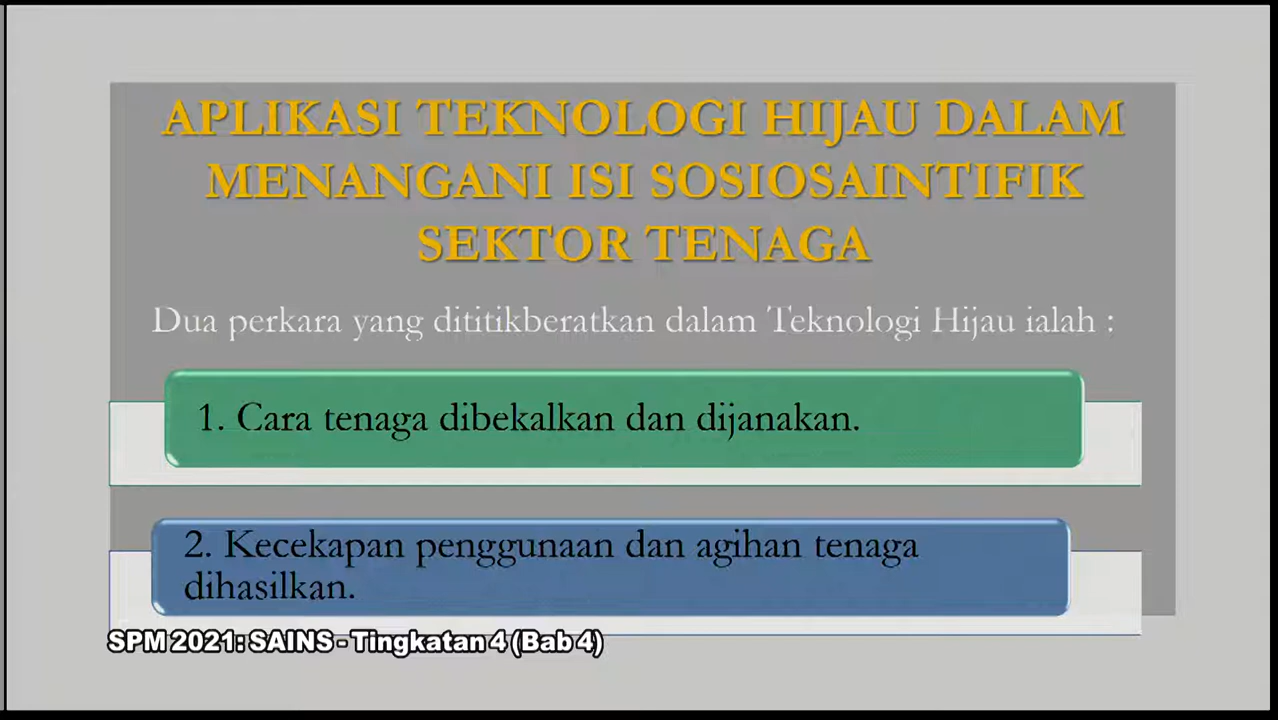 APLIKASI TEKNOLOGI HIJAU DALAM
MENANGANI ISI SOSIOSAINTIFIK
SEKTOR TENAGA
Dua perkara yang dititikberatkan dalam Teknologi Hijau ialah :
1. Cara tenaga dibekalkan dan dijanakan.
2. Kecekapan penggunaan dan agihan tenaga
dihasilkan.
SPM 2021: SAINS - Tingkatan 4 (Bab 4)